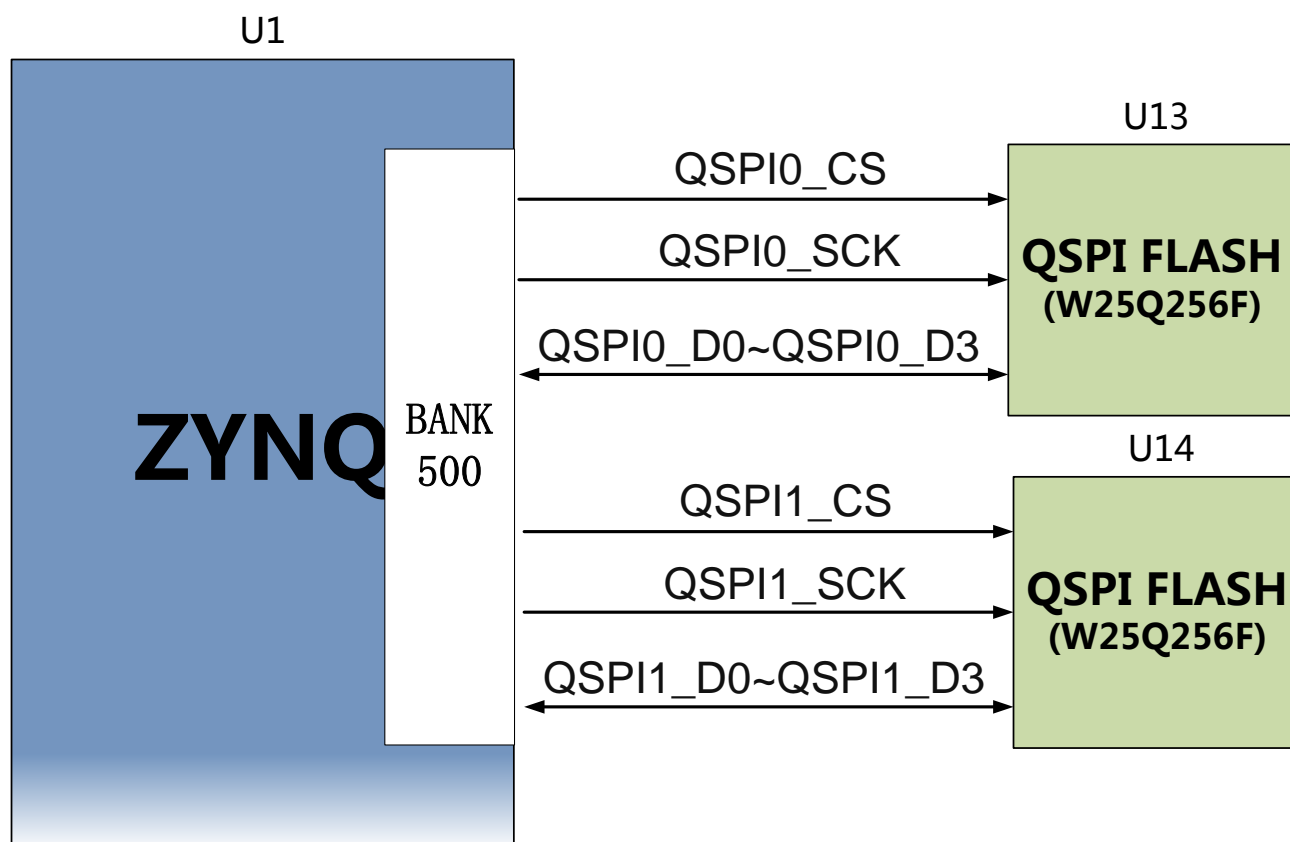 U1
ZYNQ
BANK
500
QSPI0_CS
QSPI0_SCK
QSPI0_D0~QSPI0_D3
U13
QSPI FLASH
(W25Q256F)
QSPI1_CS
QSPI1_SCK
QSPI1_D0~QSPI1_D3
U14
QSPI FLASH
(W25Q256F)